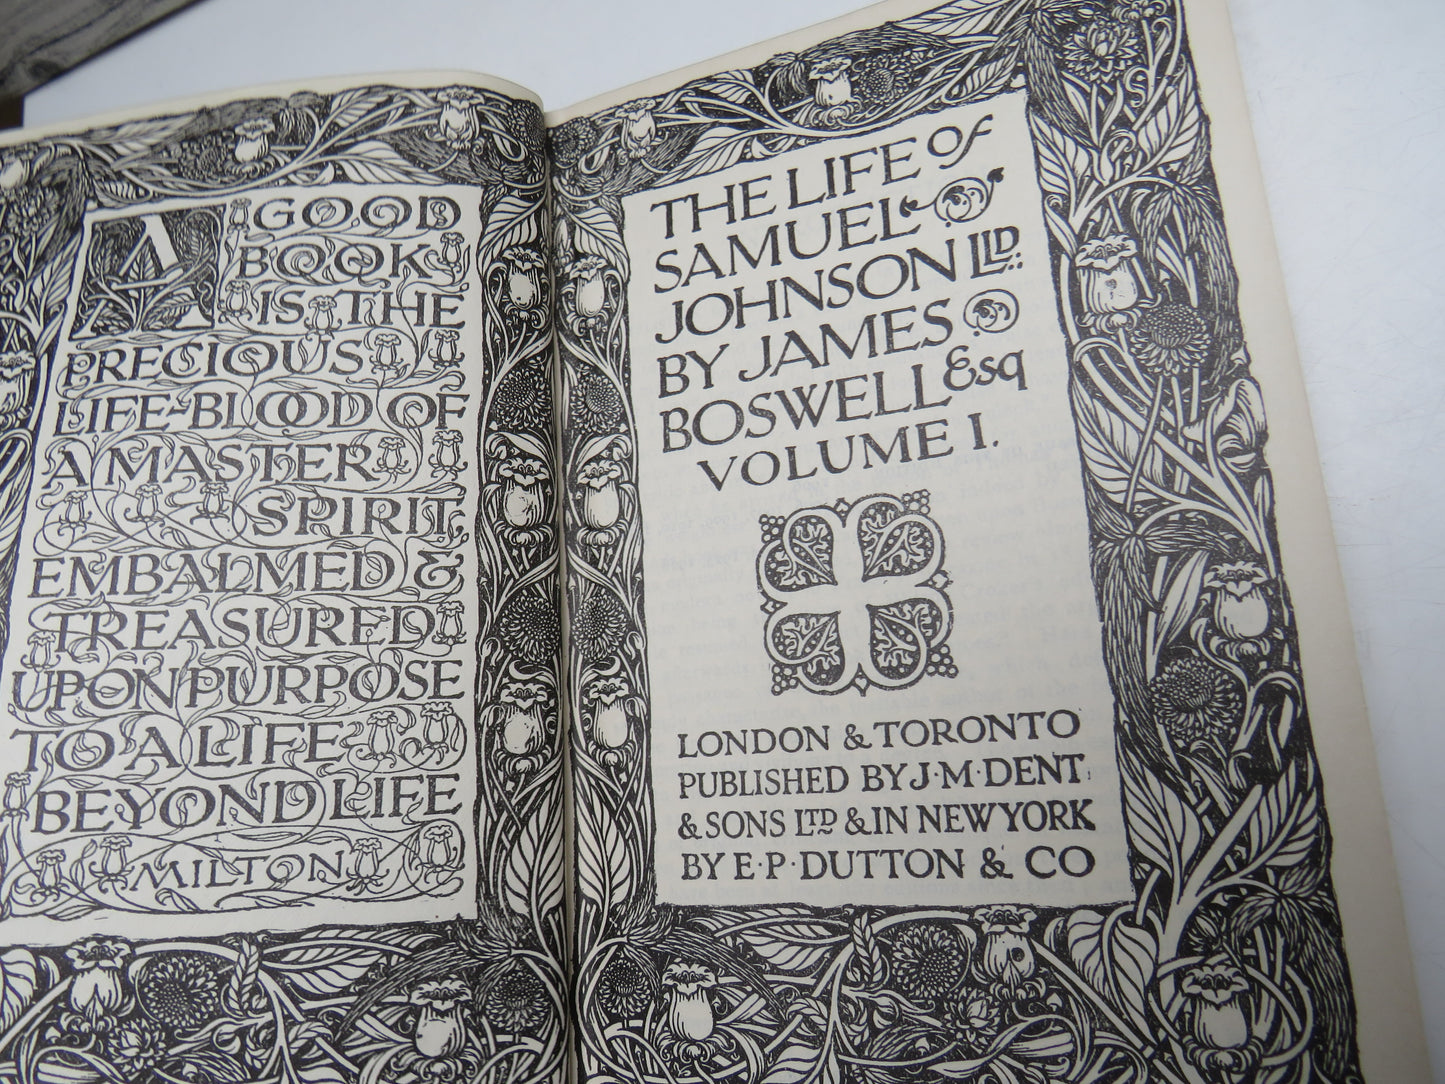 A GOOD
BOOK
IS THE
PRECIOUS
LIFE-BLOOD OF
A MASTER
SPIRIT,
EMBALMED &
TREASURED
UPON PURPOSE
TO A LIFE
BEYOND LIFE
MILTON
THE LIFE of
SAMUEL
JOHNSON LLD.
BY JAMES
BOSWELL Esq
VOLUME I.
LONDON & TORONTO
PUBLISHED BY J·M·DENT
& SONS LTD & IN NEW YORK
BY E·P·DUTTON & CO